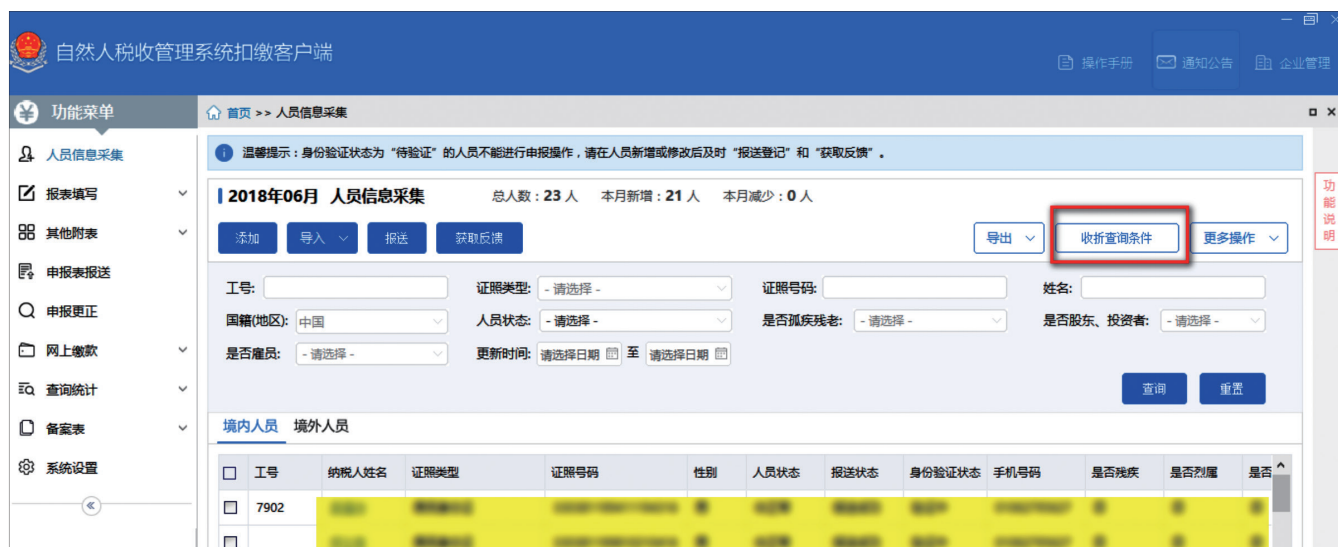 自然人税收管理系统扣缴客户端
操作手册 通知公告 企业管理
功能菜单
首页 >> 人员信息采集
人员信息采集
报表填写
其他附表
申报表报送
申报更正
网上缴款
查询统计
备案表
系统设置
温馨提示：身份验证状态为“待验证”的人员不能进行申报操作，请在人员新增或修改后及时“报送登记”和“获取反馈”。
2018年06月 人员信息采集 总人数：23 人 本月新增：21 人 本月减少：0 人
添加 导入 报送 获取反馈 导出 收折查询条件 更多操作
工号: 证照类型: - 请选择 - 证照号码: 姓名:
国籍(地区): 中国 人员状态: - 请选择 - 是否孤疾残老: - 请选择 - 是否股东、投资者: - 请选择 -
是否雇员: - 请选择 - 更新时间: 请选择日期 至 请选择日期
查询 重置
境内人员 境外人员
工号 纳税人姓名 证照类型 证照号码 性别 人员状态 报送状态 身份验证状态 手机号码 是否残疾 是否烈属 是否
7902
功能说明